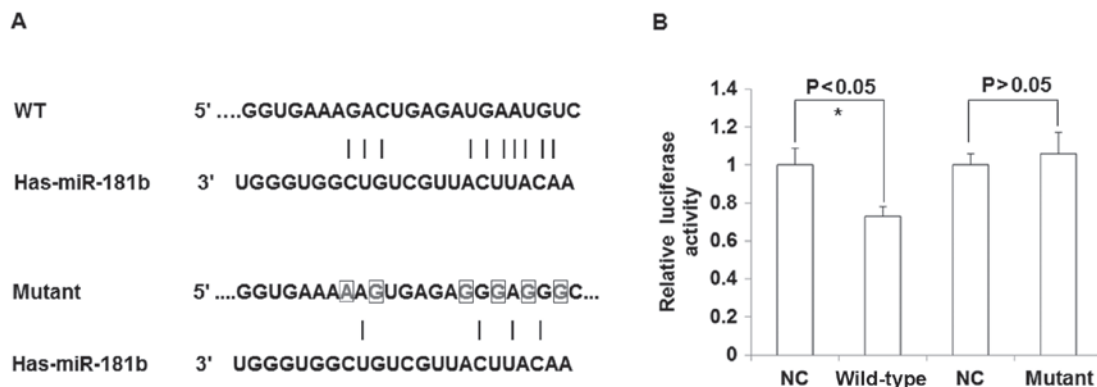 A
WT 5' ....GGUGAAAGACUGAGAUGAAUGUC
Has-miR-181b 3' UGGGUGGCUGUCGUUACUUACAA
Mutant 5' ....GGUGAAAAAGUGAGAGGGAGGGC...
Has-miR-181b 3' UGGGUGGCUGUCGUUACUUACAA
B
Relative luciferase activity
1.4
1.2
1
0.8
0.6
0.4
0.2
0
P<0.05
*
P>0.05
NC Wild-type NC Mutant